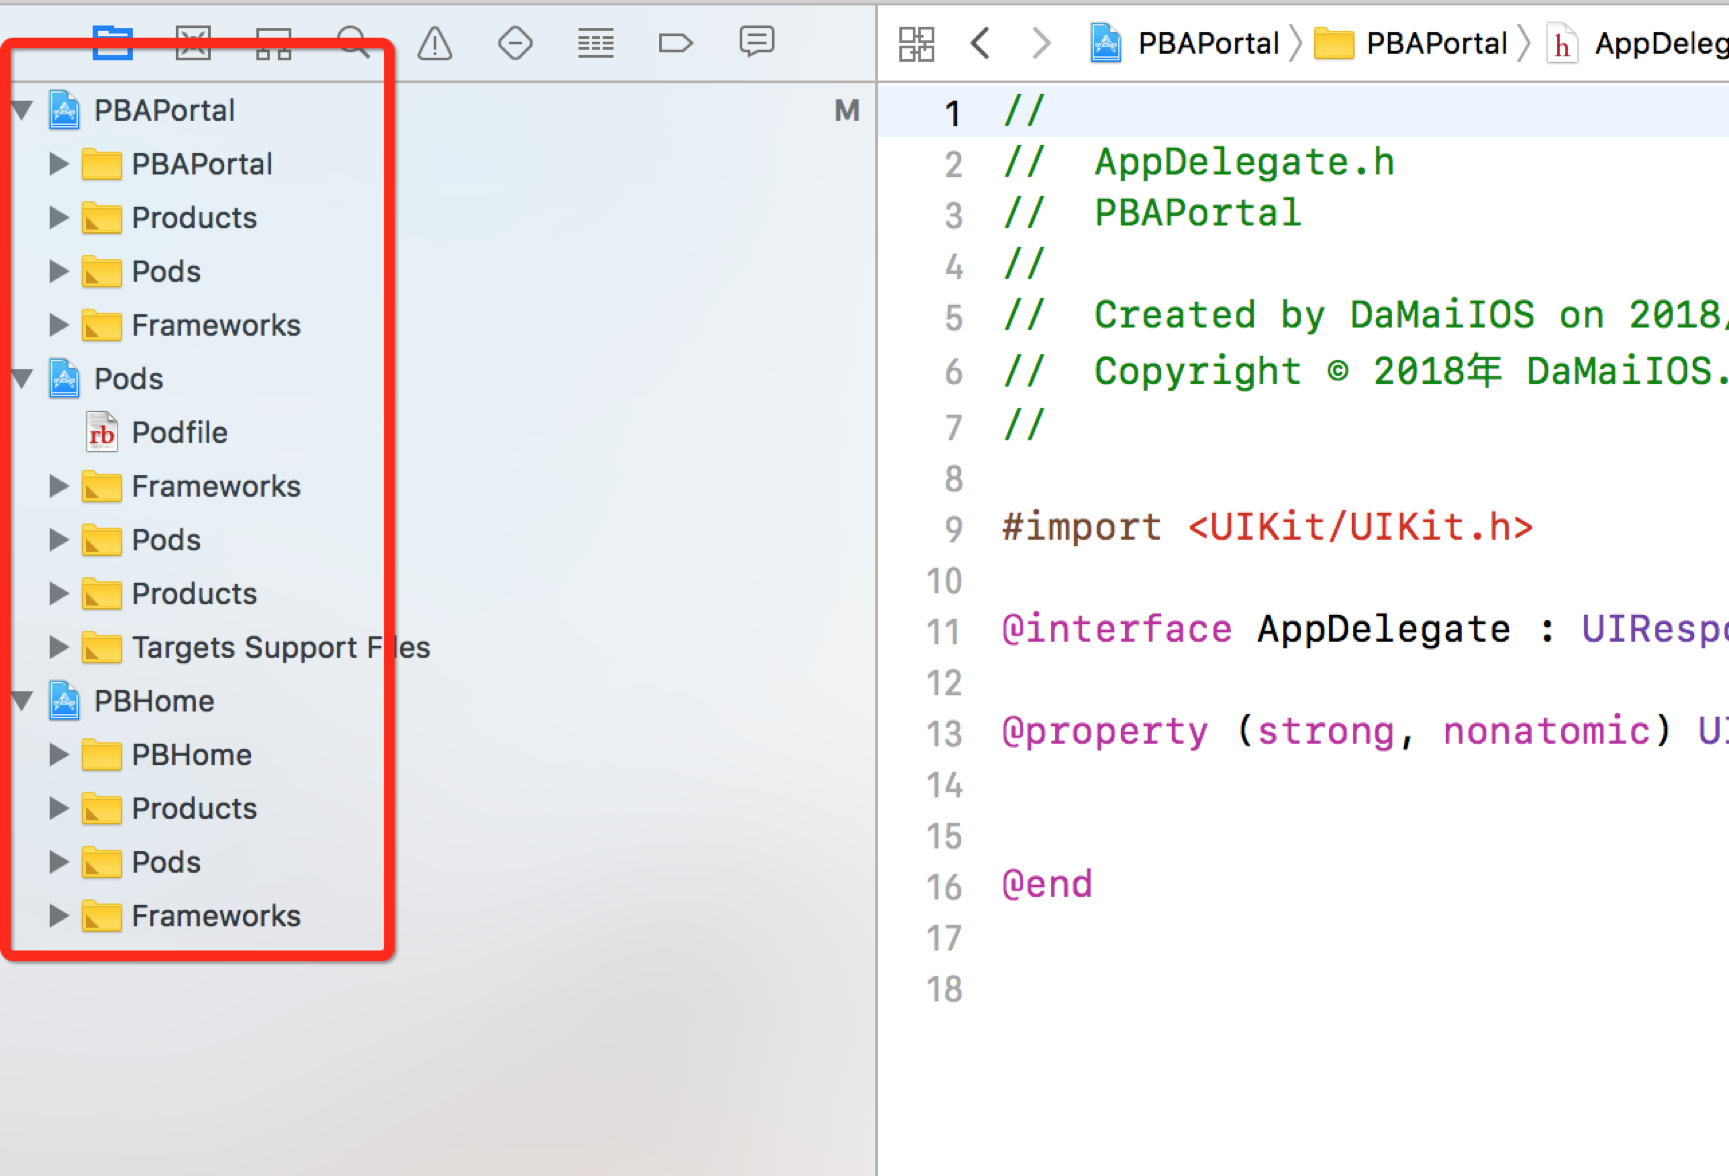 PBAPortal
M
PBAPortal
Products
Pods
Frameworks
Pods
rb Podfile
Frameworks
Pods
Products
Targets Support Files
PBHome
PBHome
Products
Pods
Frameworks
PBAPortal PBAPortal h AppDeleg
1 //
2 // AppDelegate.h
3 // PBAPortal
4 //
5 // Created by DaMaiIOS on 2018/
6 // Copyright © 2018年 DaMaiIOS.
7 //
8
9 #import <UIKit/UIKit.h>
10
11 @interface AppDelegate : UIRespo
12
13 @property (strong, nonatomic) UI
14
15
16 @end
17
18